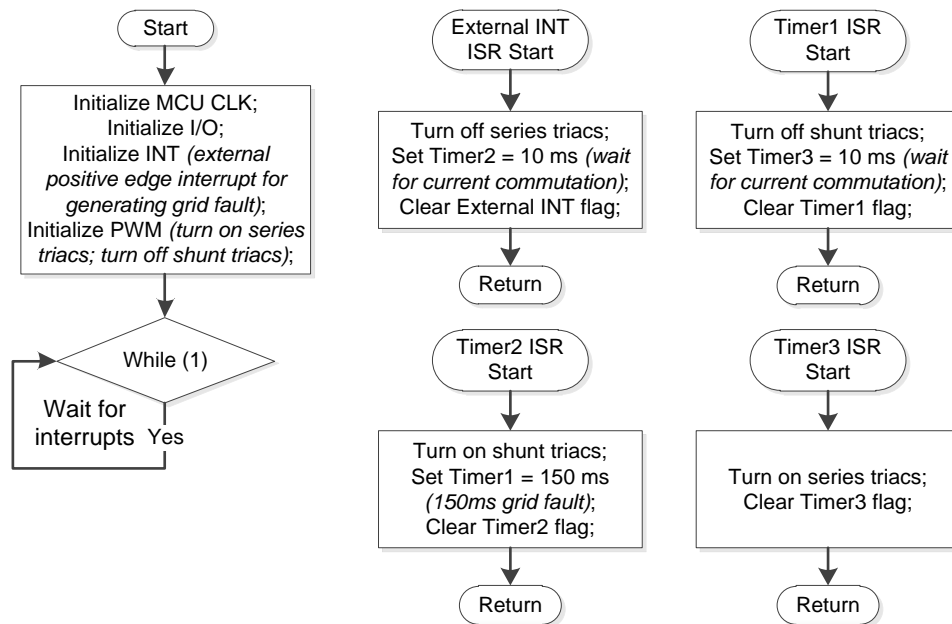 Start
Initialize MCU CLK;
Initialize I/O;
Initialize INT (external
positive edge interrupt for
generating grid fault);
Initialize PWM (turn on series
triacs; turn off shunt triacs);
While (1)
Wait for
interrupts
Yes
External INT
ISR Start
Turn off series triacs;
Set Timer2 = 10 ms (wait
for current commutation);
Clear External INT flag;
Return
Timer1 ISR
Start
Turn off shunt triacs;
Set Timer3 = 10 ms (wait
for current commutation);
Clear Timer1 flag;
Return
Timer2 ISR
Start
Turn on shunt triacs;
Set Timer1 = 150 ms
(150ms grid fault);
Clear Timer2 flag;
Return
Timer3 ISR
Start
Turn on series triacs;
Clear Timer3 flag;
Return